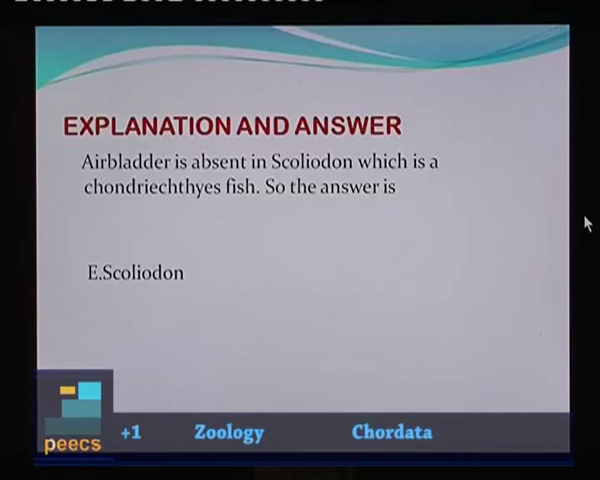 EXPLANATION AND ANSWER
Airbladder is absent in Scoliodon which is a
chondriechthyes fish. So the answer is
E.Scoliodon
peecs
+1 Zoology Chordata